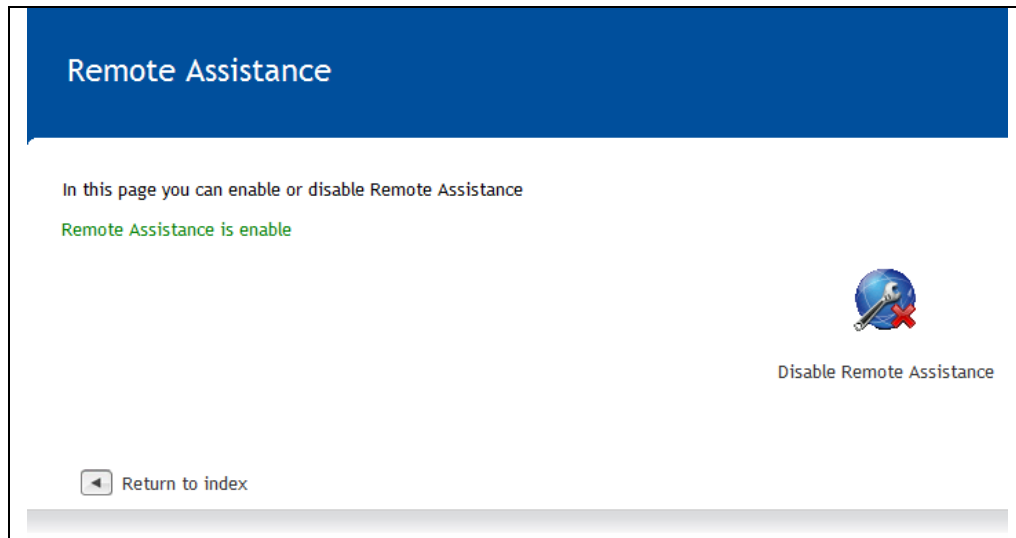 Remote Assistance
In this page you can enable or disable Remote Assistance
Remote Assistance is enable
Disable Remote Assistance
Return to index